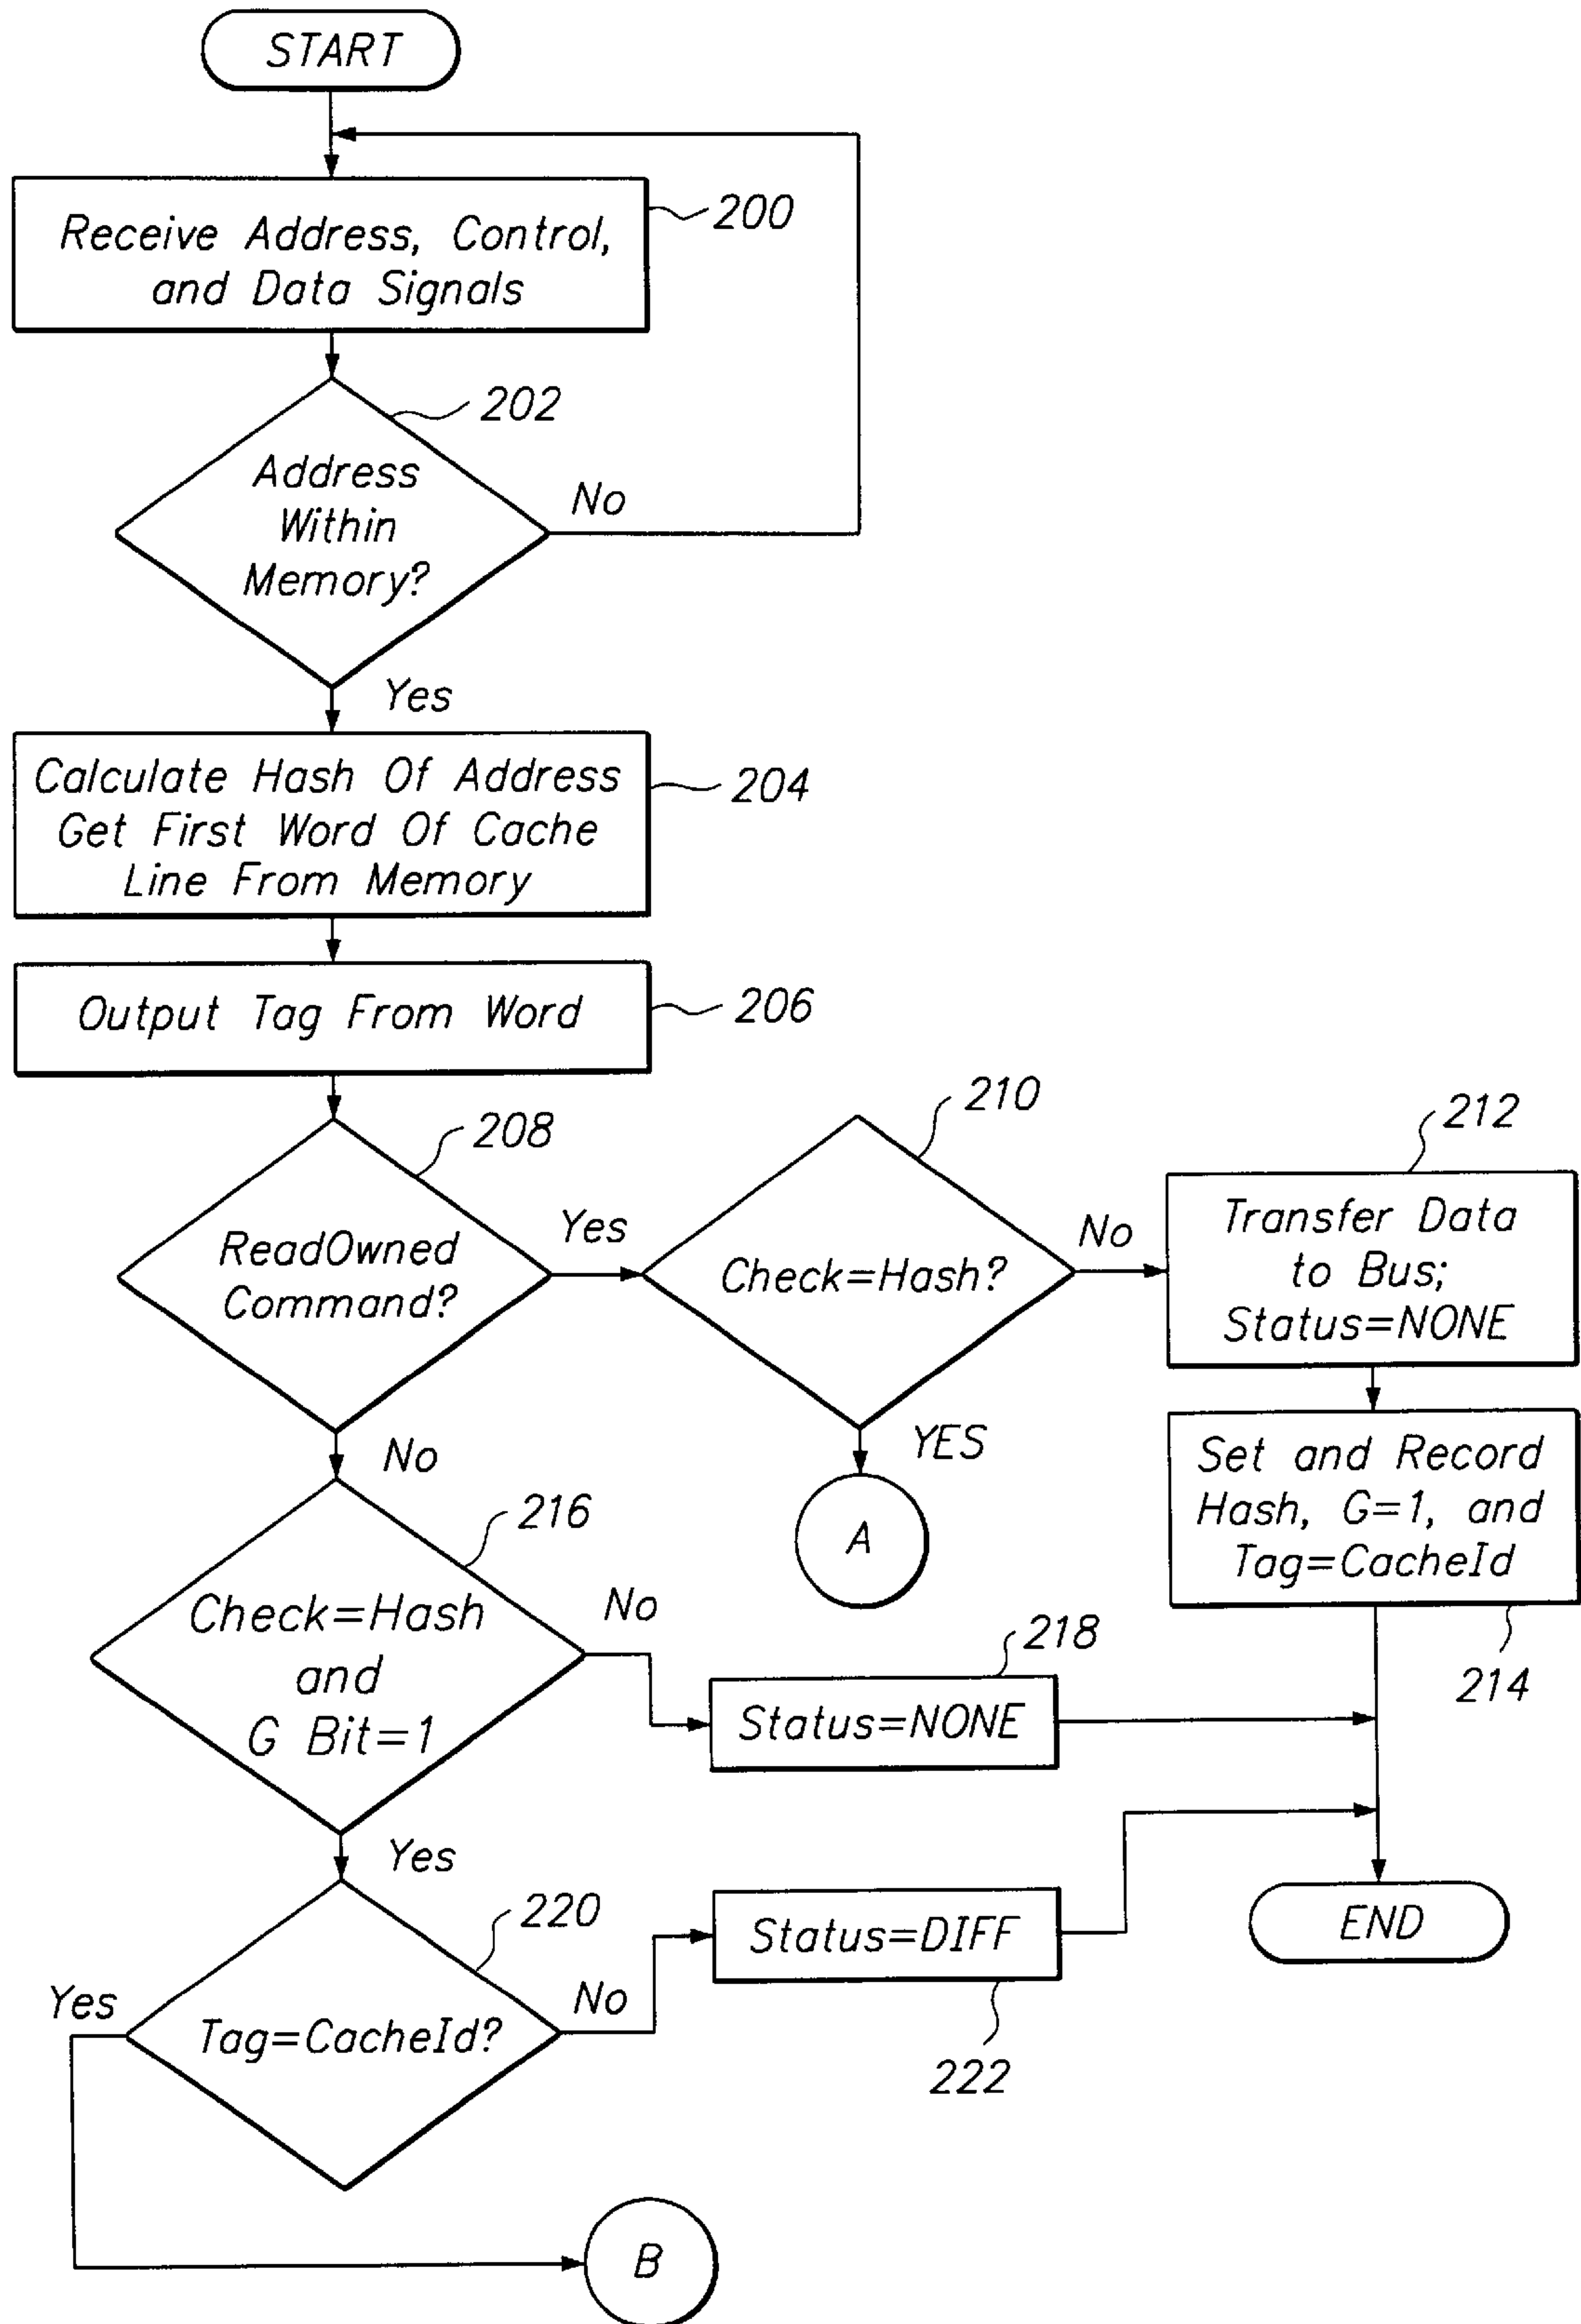 START
200
Receive Address, Control,
and Data Signals
202
Address
Within
Memory?
No
Yes
Calculate Hash Of Address
Get First Word Of Cache
Line From Memory
204
Output Tag From Word
206
208
ReadOwned
Command?
Yes
No
210
Check=Hash?
No
YES
A
212
Transfer Data
to Bus;
Status=NONE
Set and Record
Hash, G=1, and
Tag=CacheId
214
216
Check=Hash
and
G Bit=1
No
Yes
218
Status=NONE
220
Tag=CacheId?
Yes
No
Status=DIFF
222
END
B